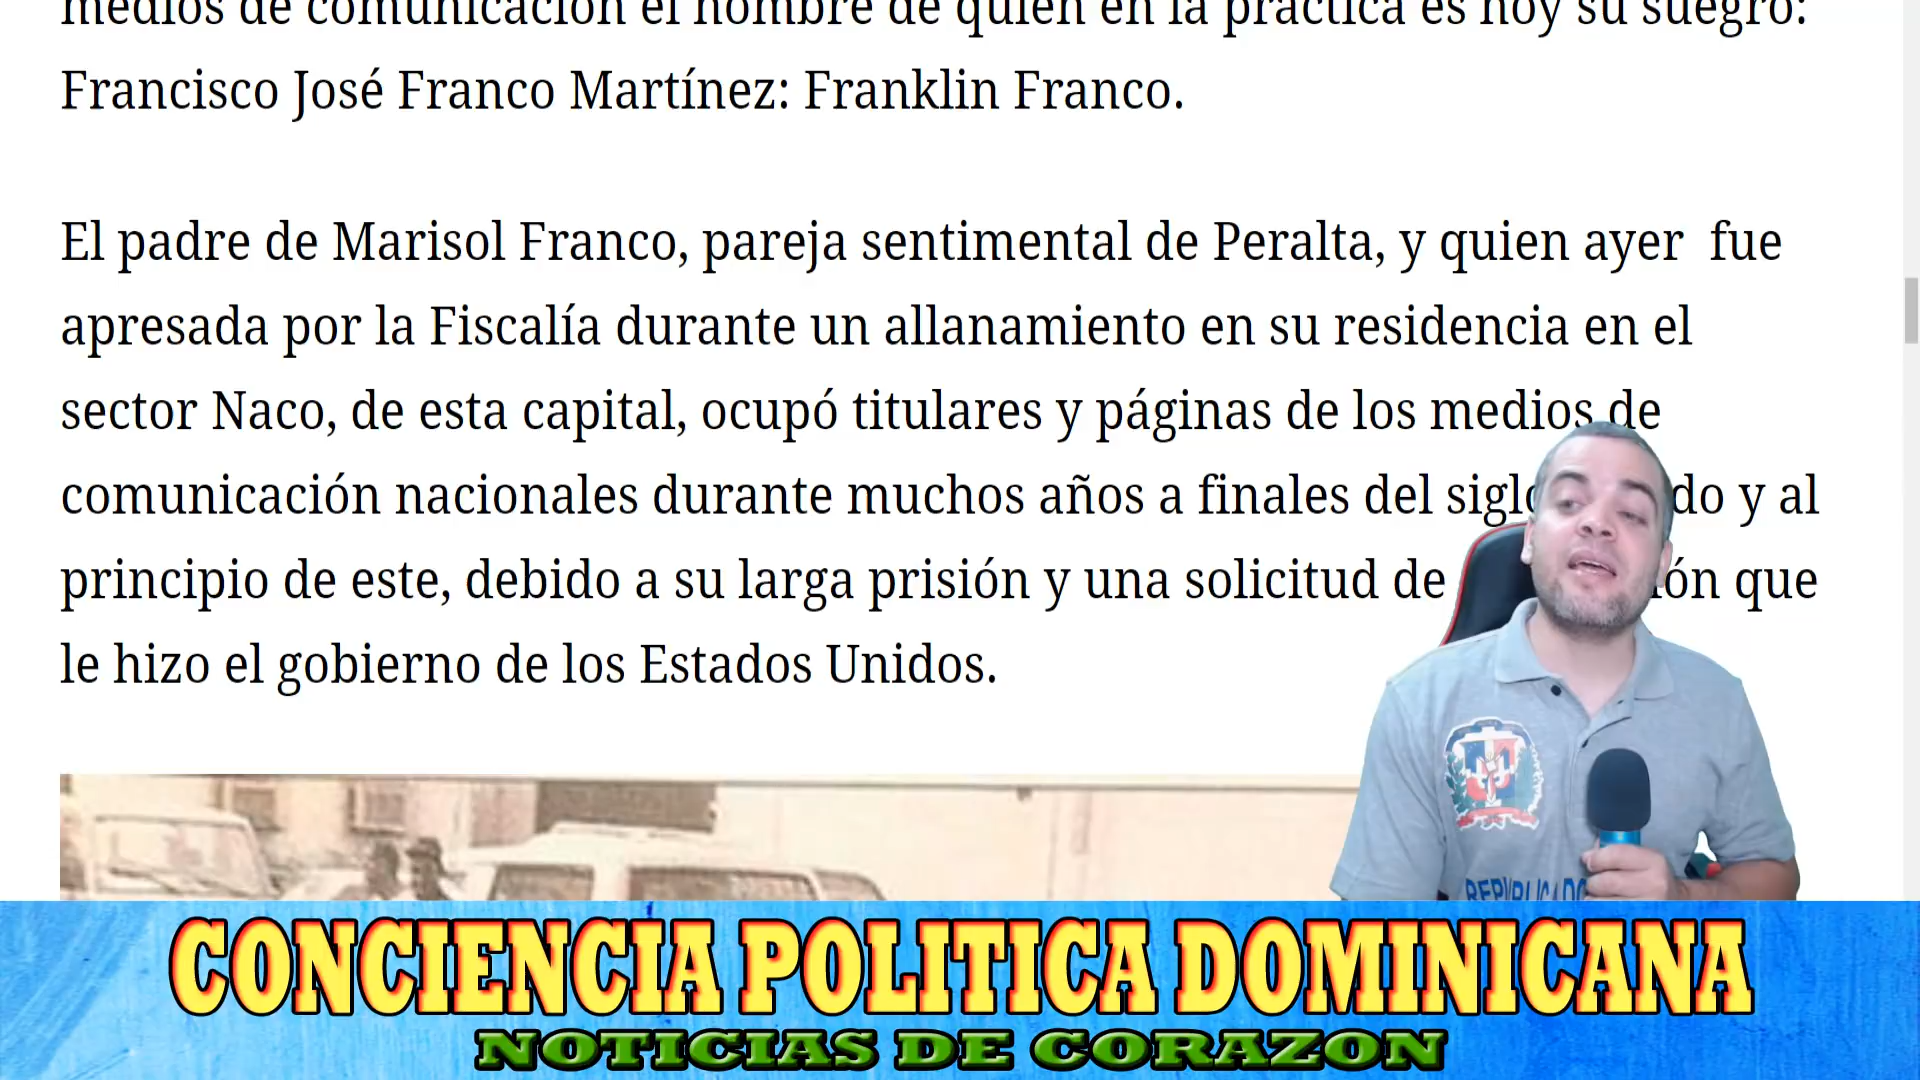 medios de comunicación el nombre de quien en la práctica es hoy su suegro:
Francisco José Franco Martínez: Franklin Franco.
El padre de Marisol Franco, pareja sentimental de Peralta, y quien ayer fue
apresada por la Fiscalía durante un allanamiento en su residencia en el
sector Naco, de esta capital, ocupó titulares y páginas de los medios de
comunicación nacionales durante muchos años a finales del y al
principio de este, debido a su larga prisión y una solicitud de que
le hizo el gobierno de los Estados Unidos.
CONCIENCIA POLITICA DOMINICANA
NOTICIAS DE CORAZON